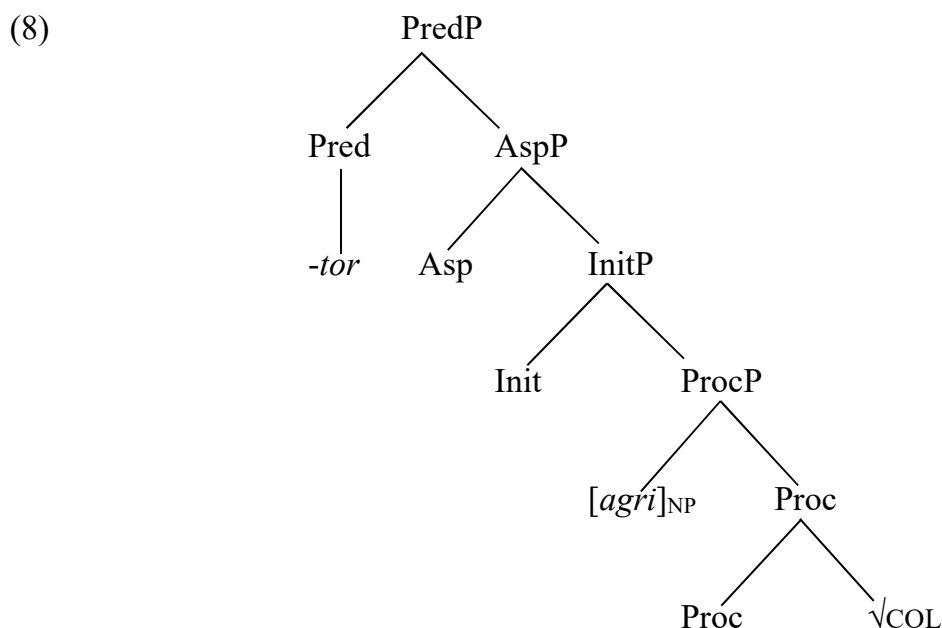 (8) PredP
Pred AspP
-tor Asp InitP
Init ProcP
[agri]NP Proc
Proc √COL